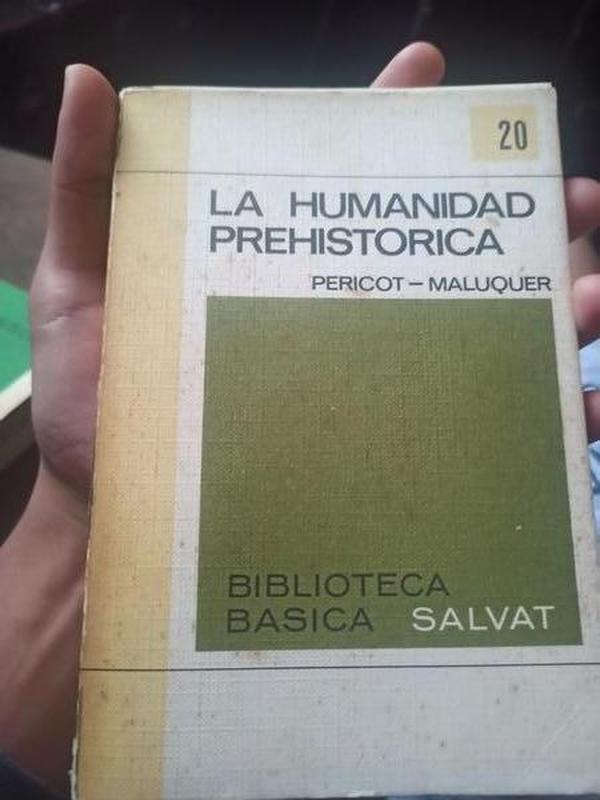 20
LA HUMANIDAD
PREHISTORICA
PERICOT — MALUQUER
BIBLIOTECA
BASICA SALVAT